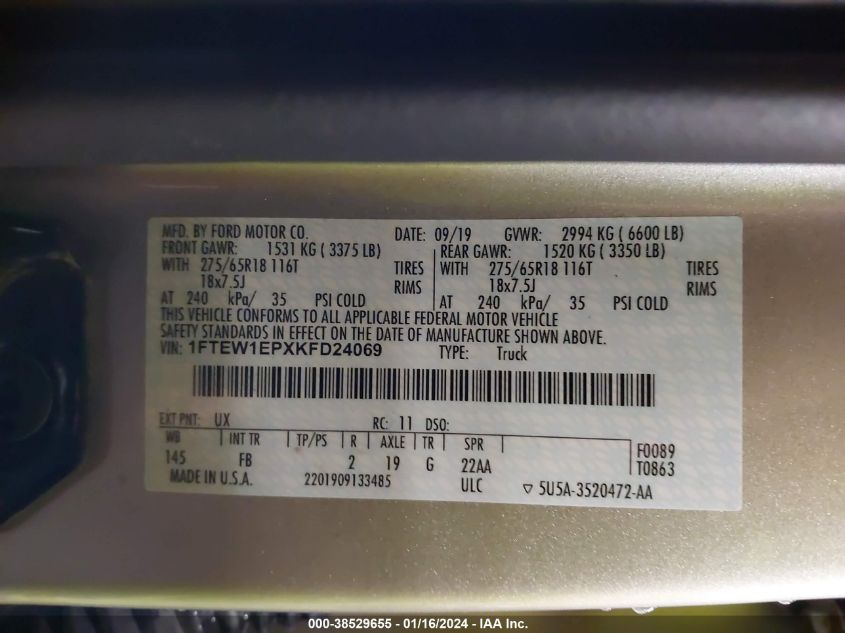 MFD. BY FORD MOTOR CO. DATE: 09/19 GVWR: 2994 KG ( 6600 LB)
FRONT GAWR: 1531 KG ( 3375 LB) REAR GAWR: 1520 KG ( 3350 LB)
WITH 275/65R18 116T TIRES WITH 275/65R18 116T TIRES
18x7.5J RIMS 18x7.5J RIMS
AT 240 kPa/ 35 PSI COLD AT 240 kPa/ 35 PSI COLD
THIS VEHICLE CONFORMS TO ALL APPLICABLE FEDERAL MOTOR VEHICLE
SAFETY STANDARDS IN EFFECT ON THE DATE OF MANUFACTURE SHOWN ABOVE.
VIN: 1FTEW1EPXKFD24069 TYPE: Truck
EXT PNT: UX RC: 11 DSO:
WB INT TR TP/PS R AXLE TR SPR F0089
145 FB 2 19 G 22AA T0863
MADE IN U.S.A. 2201909133485 ULC ▽ 5U5A-3520472-AA
000-38529655 - 01/16/2024 - IAA Inc.